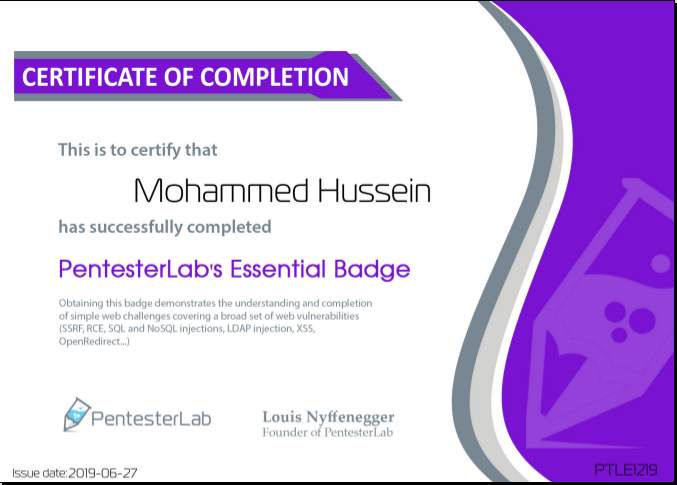 CERTIFICATE OF COMPLETION
This is to certify that
Mohammed Hussein
has successfully completed
PentesterLab's Essential Badge
Obtaining this badge demonstrates the understanding and completion
of simple web challenges covering a broad set of web vulnerabilities
(SSRF, RCE, SQL and NoSQL injections, LDAP injection, XSS,
OpenRedirect...)
PentesterLab
Louis Nyffenegger
Founder of PentesterLab
Issue date:2019-06-27
PTLE1219